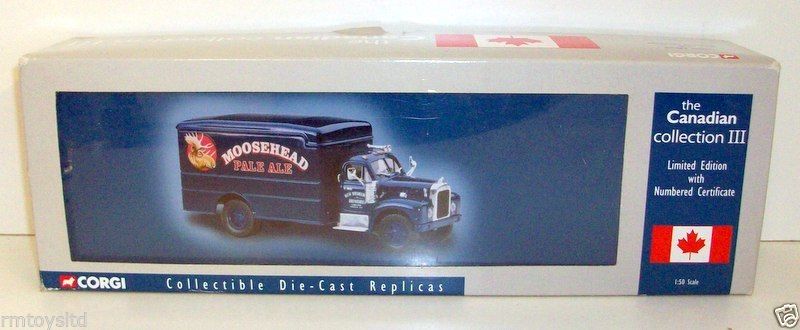 CORGI
the
Canadian
collection III
Limited Edition
with
Numbered Certificate
1:50 Scale
MOOSEHEAD
PALE ALE
CORGI
Collectible Die-Cast Replicas
rmtoysltd